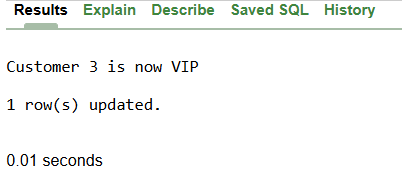 Results Explain Describe Saved SQL History
Customer 3 is now VIP
1 row(s) updated.
0.01 seconds